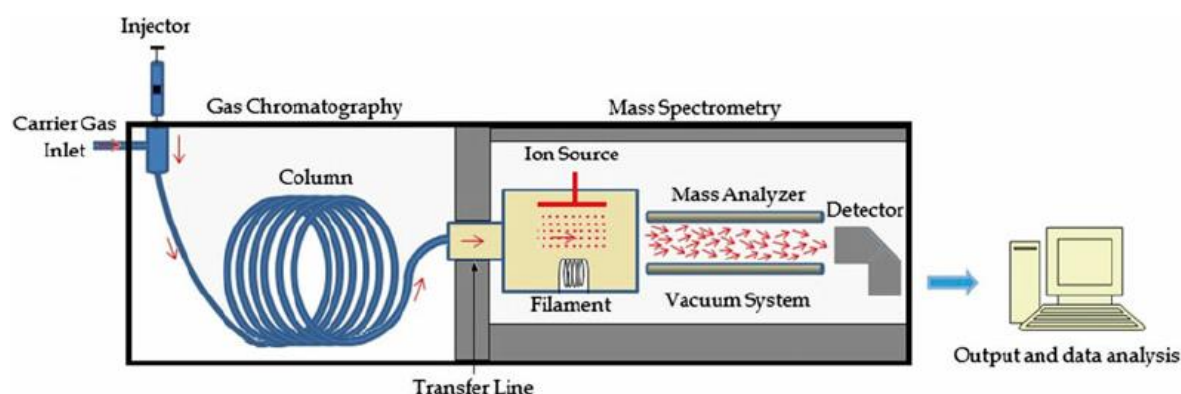 Injector
Gas Chromatography
Mass Spectrometry
Carrier Gas
Inlet
Ion Source
Column
Mass Analyzer
Detector
Filament
Vacuum System
Output and data analysis
Transfer Line